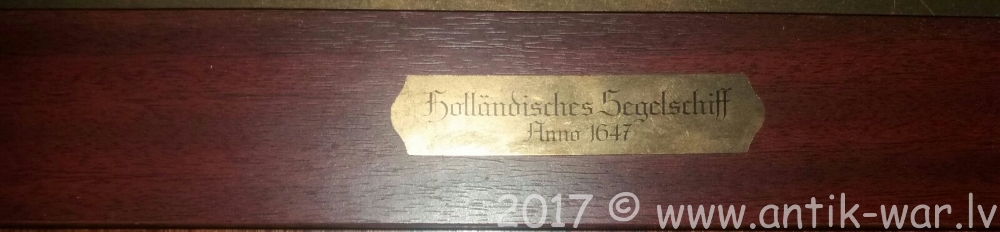 Holländisches Segelschiff
Anno 1647
2017 © www.antik-war.lv